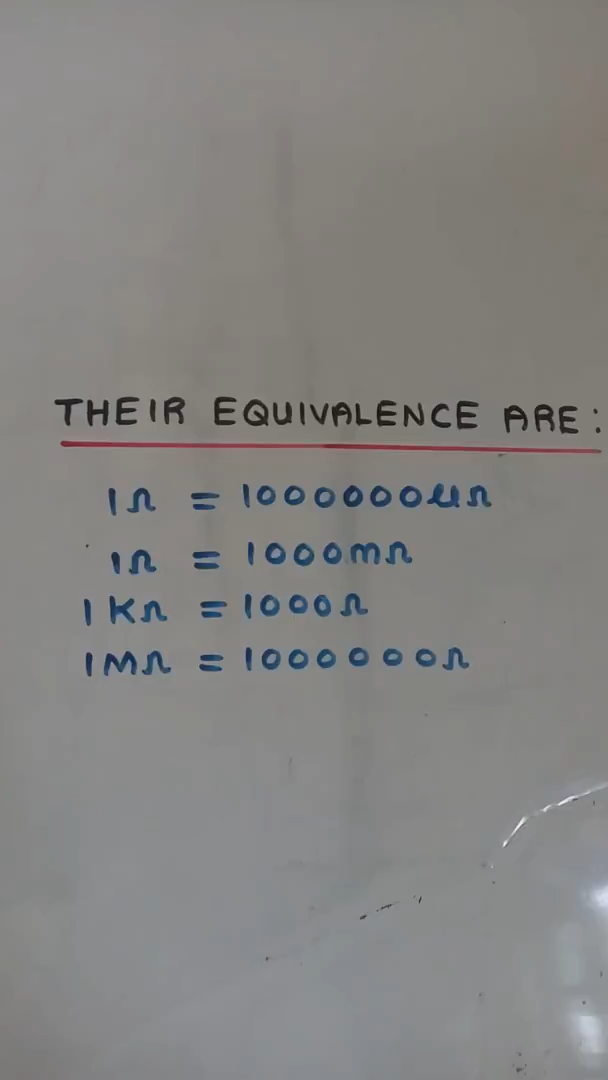 THEIR EQUIVALENCE ARE:
1Ω = 1000000μΩ
1Ω = 1000mΩ
1KΩ = 1000Ω
1MΩ = 1000000Ω